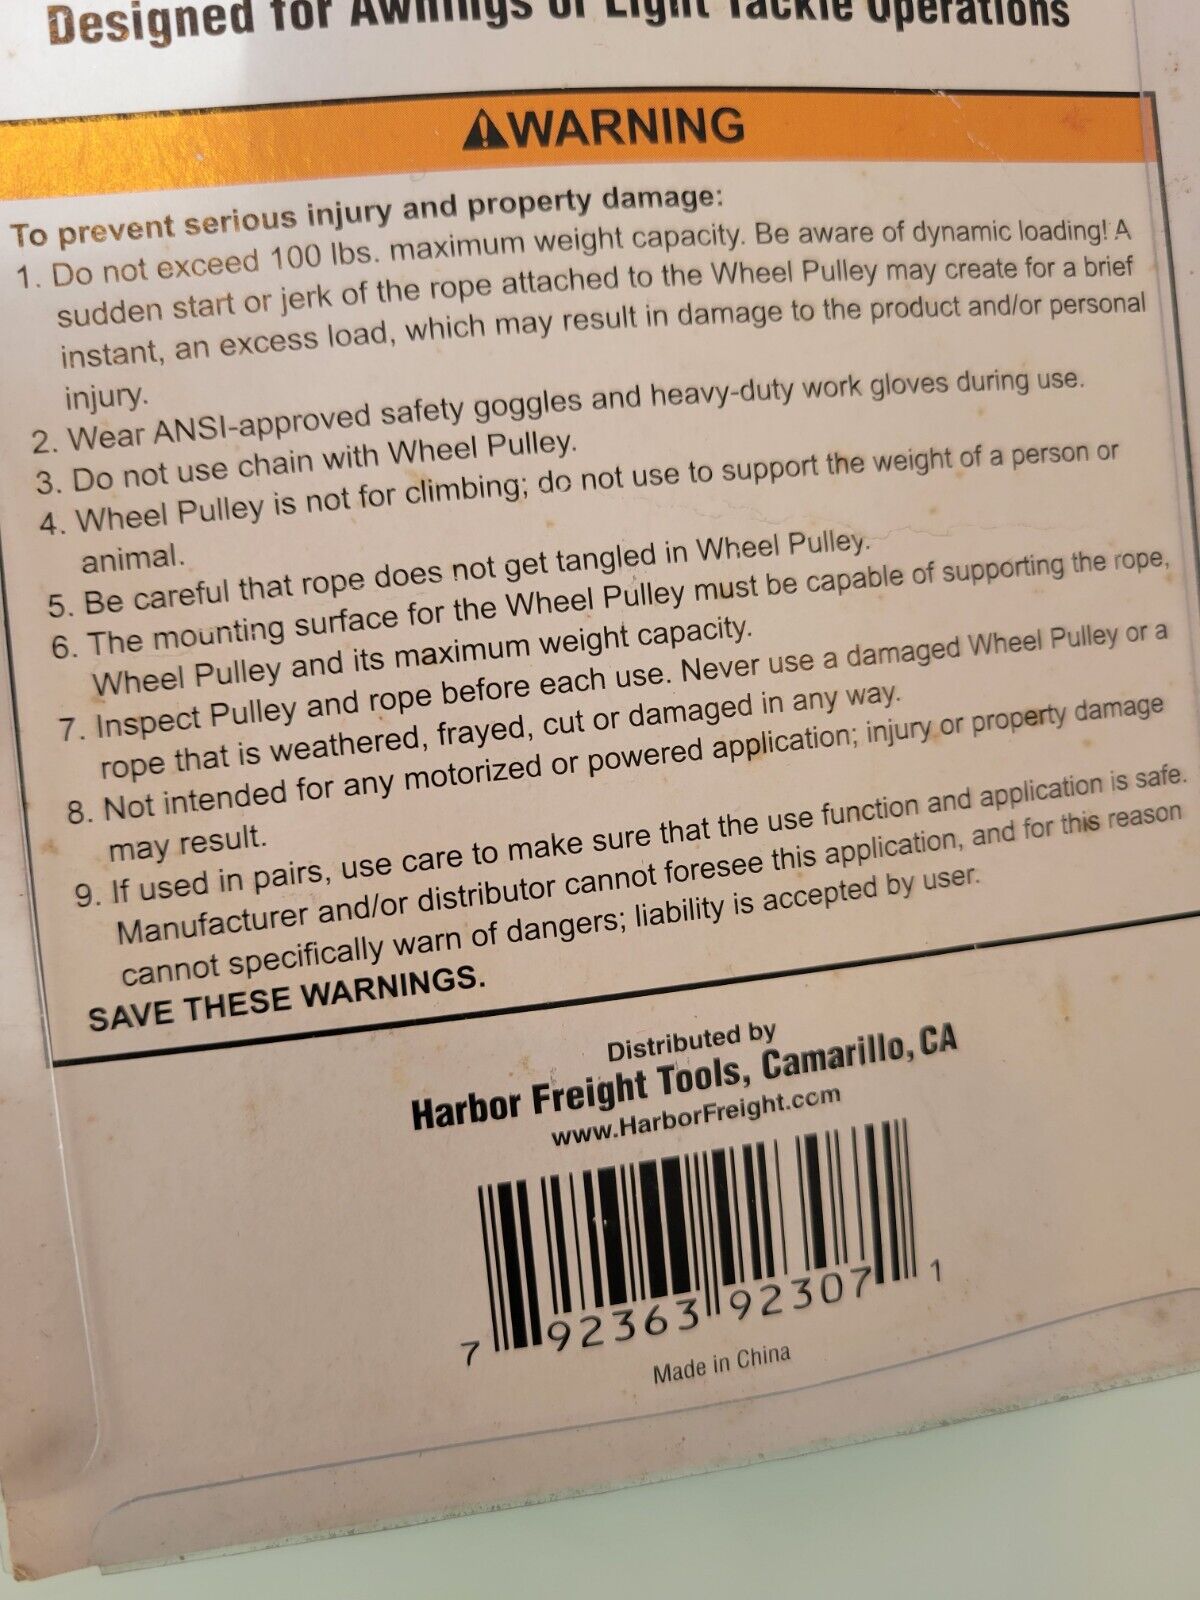 Designed for Awnings or Light Tackle Operations
⚠WARNING
To prevent serious injury and property damage:
1. Do not exceed 100 lbs. maximum weight capacity. Be aware of dynamic loading! A
sudden start or jerk of the rope attached to the Wheel Pulley may create for a brief
instant, an excess load, which may result in damage to the product and/or personal
injury.
2. Wear ANSI-approved safety goggles and heavy-duty work gloves during use.
3. Do not use chain with Wheel Pulley.
4. Wheel Pulley is not for climbing; do not use to support the weight of a person or
animal.
5. Be careful that rope does not get tangled in Wheel Pulley.
6. The mounting surface for the Wheel Pulley must be capable of supporting the rope,
Wheel Pulley and its maximum weight capacity.
7. Inspect Pulley and rope before each use. Never use a damaged Wheel Pulley or a
rope that is weathered, frayed, cut or damaged in any way.
8. Not intended for any motorized or powered application; injury or property damage
may result.
9. If used in pairs, use care to make sure that the use function and application is safe.
Manufacturer and/or distributor cannot foresee this application, and for this reason
cannot specifically warn of dangers; liability is accepted by user.
SAVE THESE WARNINGS.
Distributed by
Harbor Freight Tools, Camarillo, CA
www.HarborFreight.com
7 92363 92307 1
Made in China